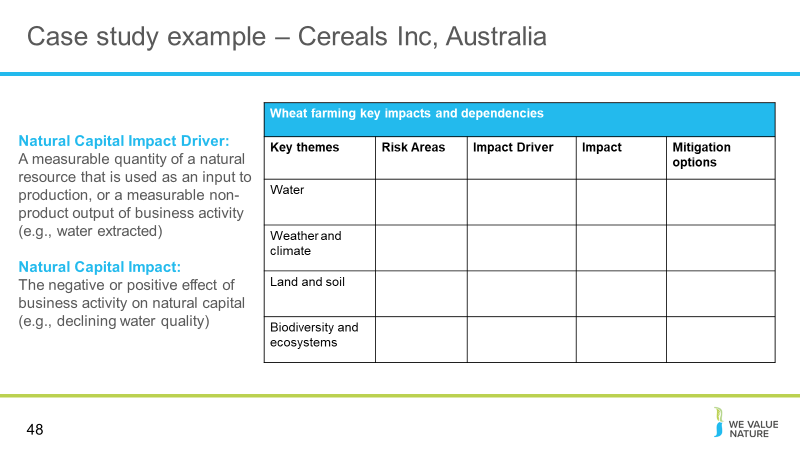 Case study example – Cereals Inc, Australia
Natural Capital Impact Driver:
A measurable quantity of a natural
resource that is used as an input to
production, or a measurable non-
product output of business activity
(e.g., water extracted)
Natural Capital Impact:
The negative or positive effect of
business activity on natural capital
(e.g., declining water quality)
Wheat farming key impacts and dependencies
Key themes Risk Areas Impact Driver Impact Mitigation
options
Water
Weather and
climate
Land and soil
Biodiversity and
ecosystems
48
WE VALUE
NATURE